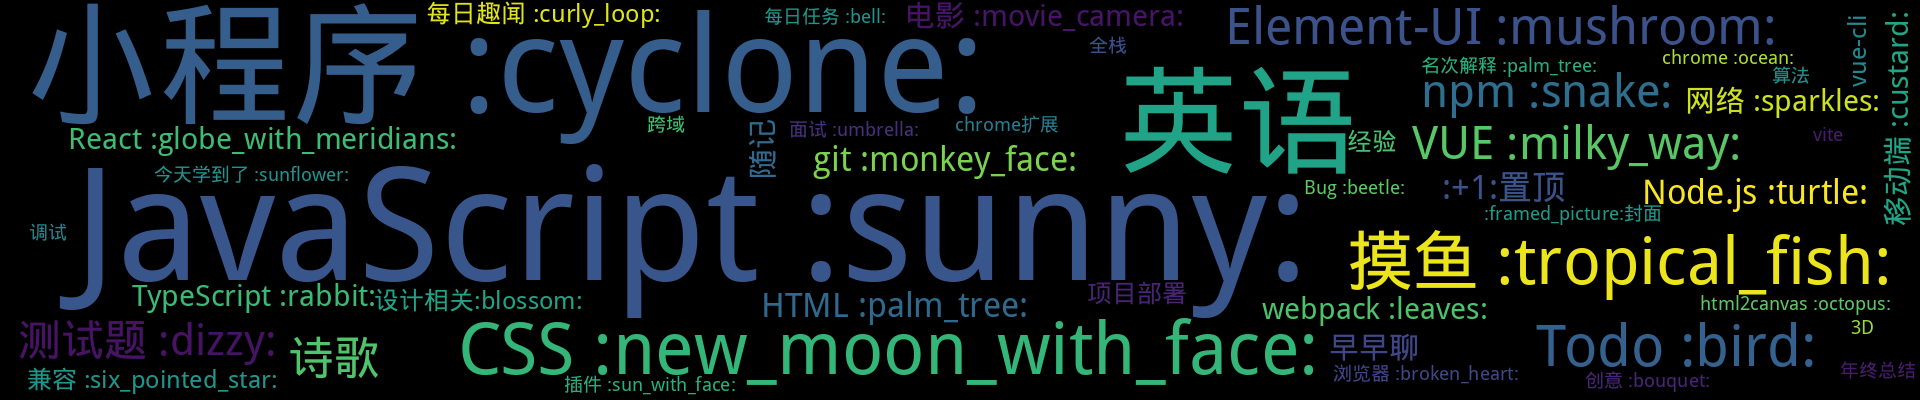 小程序 :cyclone:
每日趣闻 :curly_loop:
每日任务 :bell:
电影 :movie_camera:
全栈
Element-UI :mushroom:
vue-cli
移动端 :custard:
chrome :ocean:
名次解释 :palm_tree:
算法
npm :snake:
网络 :sparkles:
英语
React :globe_with_meridians:
跨域
随记
面试 :umbrella:
chrome扩展
经验
VUE :milky_way:
vite
git :monkey_face:
今天学到了 :sunflower:
JavaScript :sunny:
Bug :beetle:
:+1:置顶
Node.js :turtle:
:framed_picture:封面
调试
摸鱼 :tropical_fish:
TypeScript :rabbit:
设计相关:blossom:
HTML :palm_tree:
项目部署
webpack :leaves:
html2canvas :octopus:
测试题 :dizzy:
诗歌
CSS :new_moon_with_face:
早早聊
Todo :bird:
3D
兼容 :six_pointed_star:
插件 :sun_with_face:
浏览器 :broken_heart:
创意 :bouquet:
年终总结